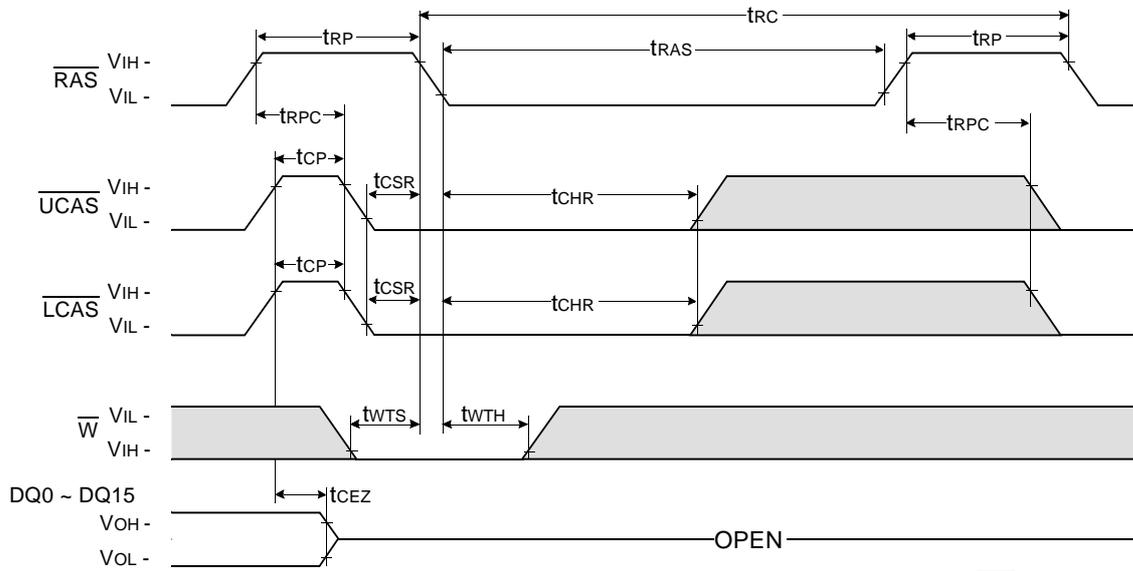 tRC
tRP
tRAS
tRP
RAS
VIH -
VIL -
tRPC
tRPC
tCP
tCSR
tCHR
UCAS
VIH -
VIL -
tCP
tCSR
tCHR
LCAS
VIH -
VIL -
tWTS
tWTH
W
VIL -
VIH -
DQ0 ~ DQ15
tCEZ
VOH -
OPEN
VOL -